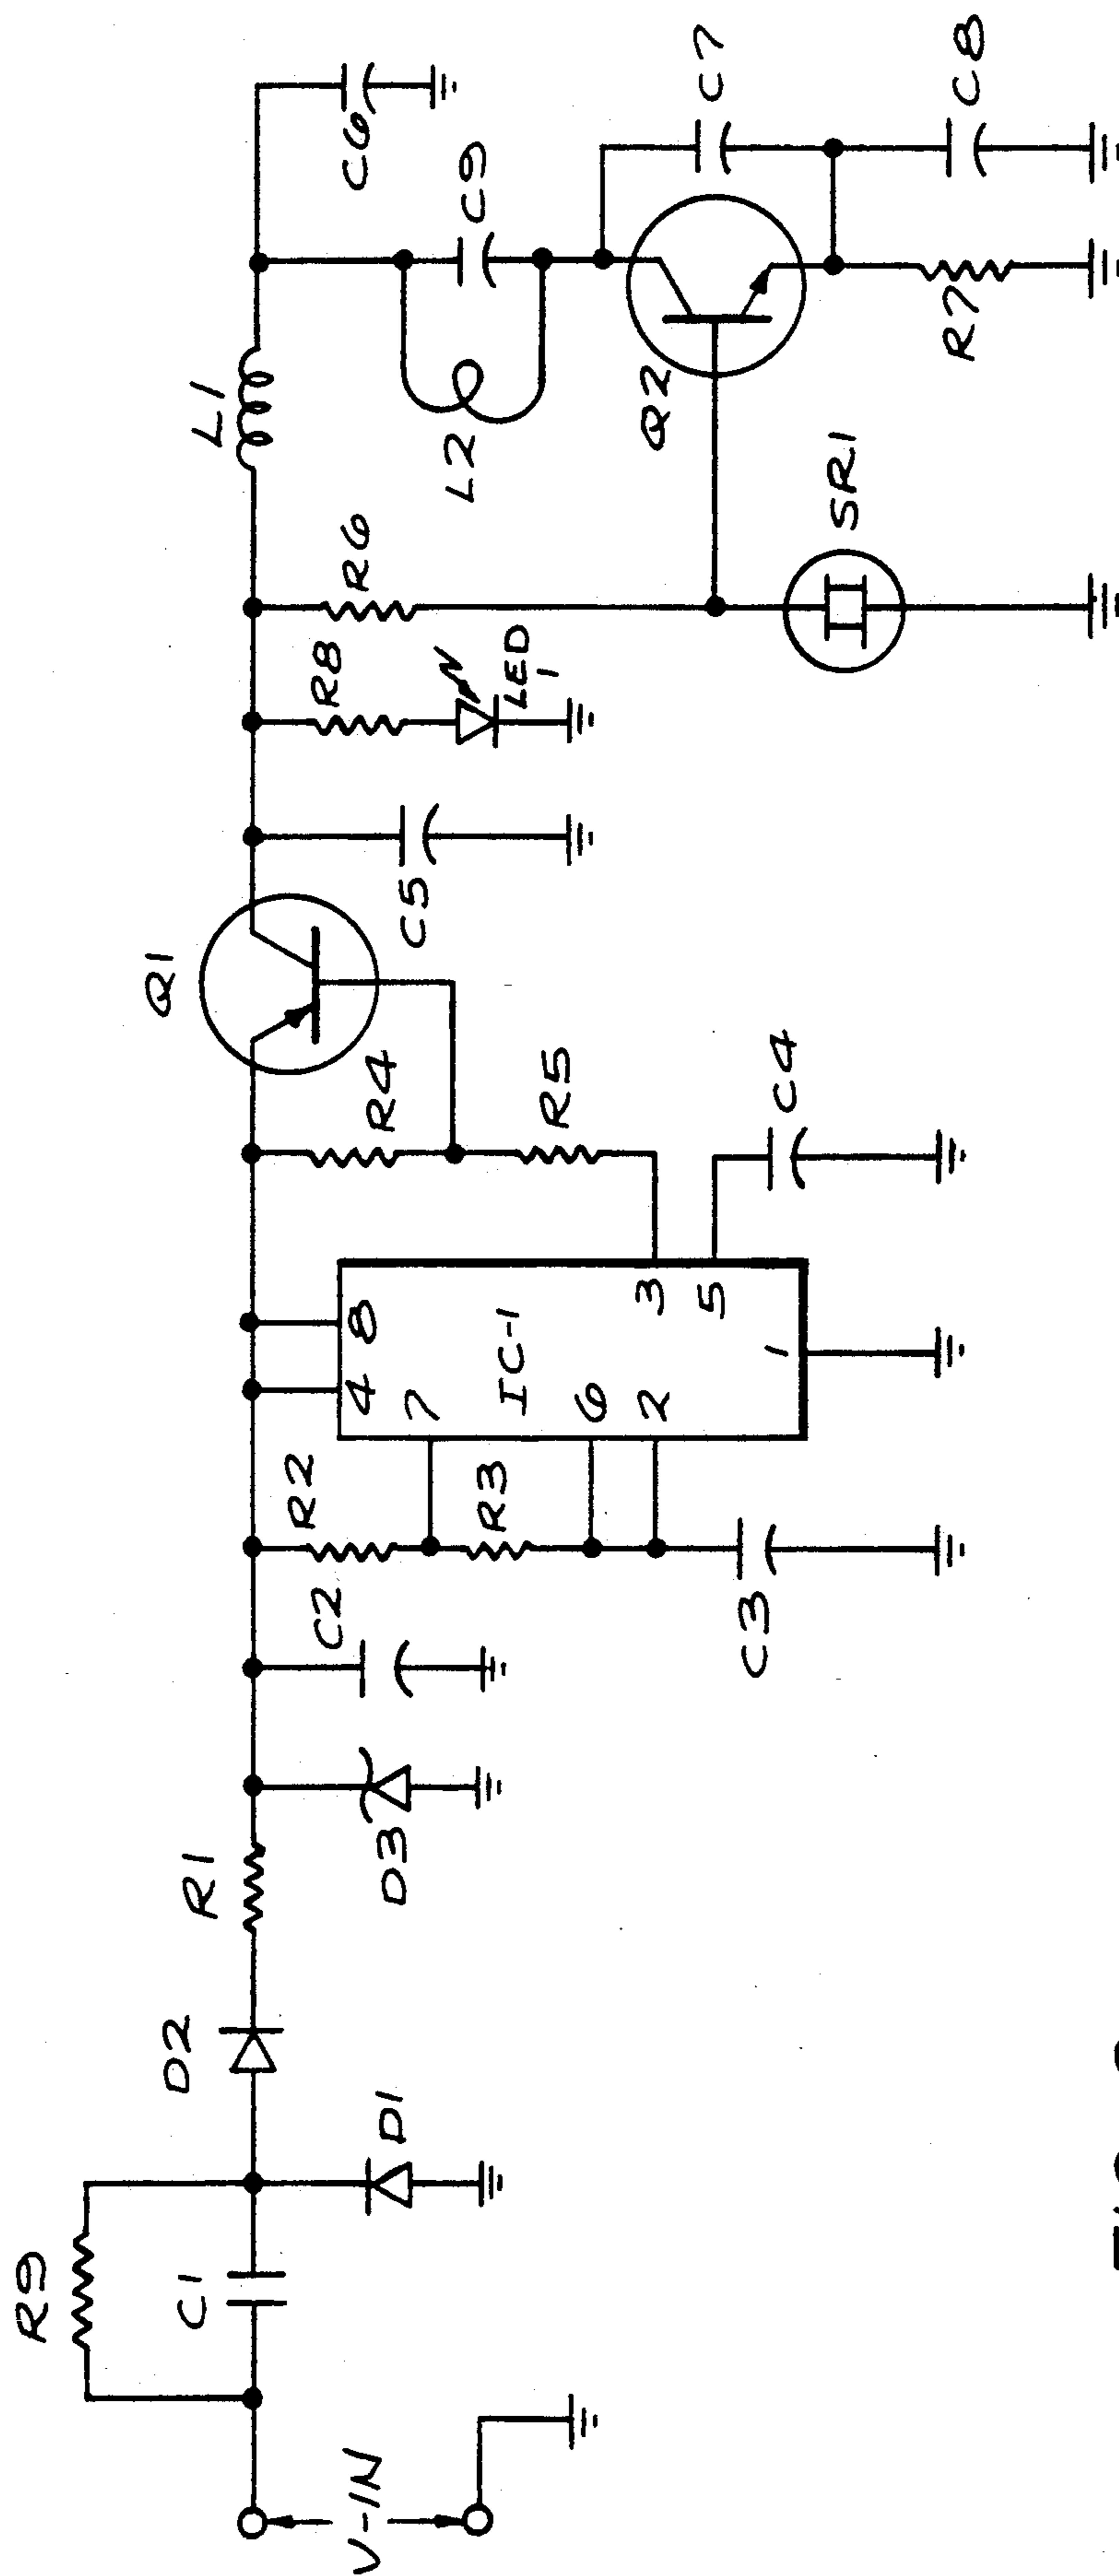 R9
C1
V-IN
D1
D2
R1
D3
C2
R2
R3
C3
4
8
7
IC-1
6
2
3
5
1
R4
R5
C4
Q1
C5
R8
LED
1
R6
L1
L2
C9
C6
Q2
SR1
C7
R7
C8